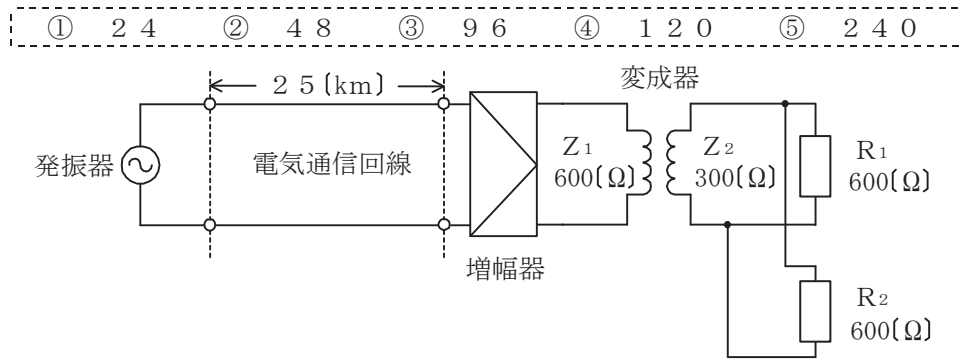 ① ２４ ② ４８ ③ ９６ ④ １２０ ⑤ ２４０
２５〔km〕
変成器
発振器
電気通信回線
Z1
600〔Ω〕
Z2
300〔Ω〕
R1
600〔Ω〕
増幅器
R2
600〔Ω〕